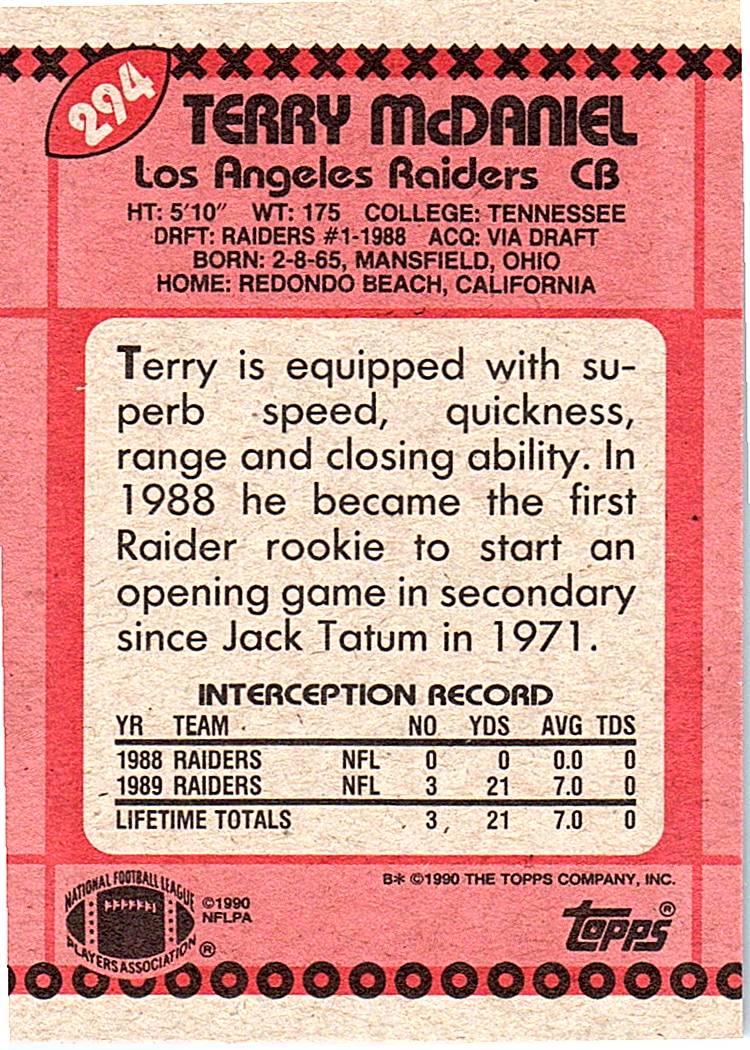 294
TERRY McDANIEL
Los Angeles Raiders CB
HT: 5'10" WT: 175 COLLEGE: TENNESSEE
DRFT: RAIDERS #1-1988 ACQ: VIA DRAFT
BORN: 2-8-65, MANSFIELD, OHIO
HOME: REDONDO BEACH, CALIFORNIA
Terry is equipped with su-
perb speed, quickness,
range and closing ability. In
1988 he became the first
Raider rookie to start an
opening game in secondary
since Jack Tatum in 1971.
INTERCEPTION RECORD
YR TEAM NO YDS AVG TDS
1988 RAIDERS NFL 0 0 0.0 0
1989 RAIDERS NFL 3 21 7.0 0
LIFETIME TOTALS 3 21 7.0 0
B* ©1990 THE TOPPS COMPANY, INC.
NATIONAL FOOTBALL LEAGUE
PLAYERS ASSOCIATION ®
©1990
NFLPA
TOPPS ®